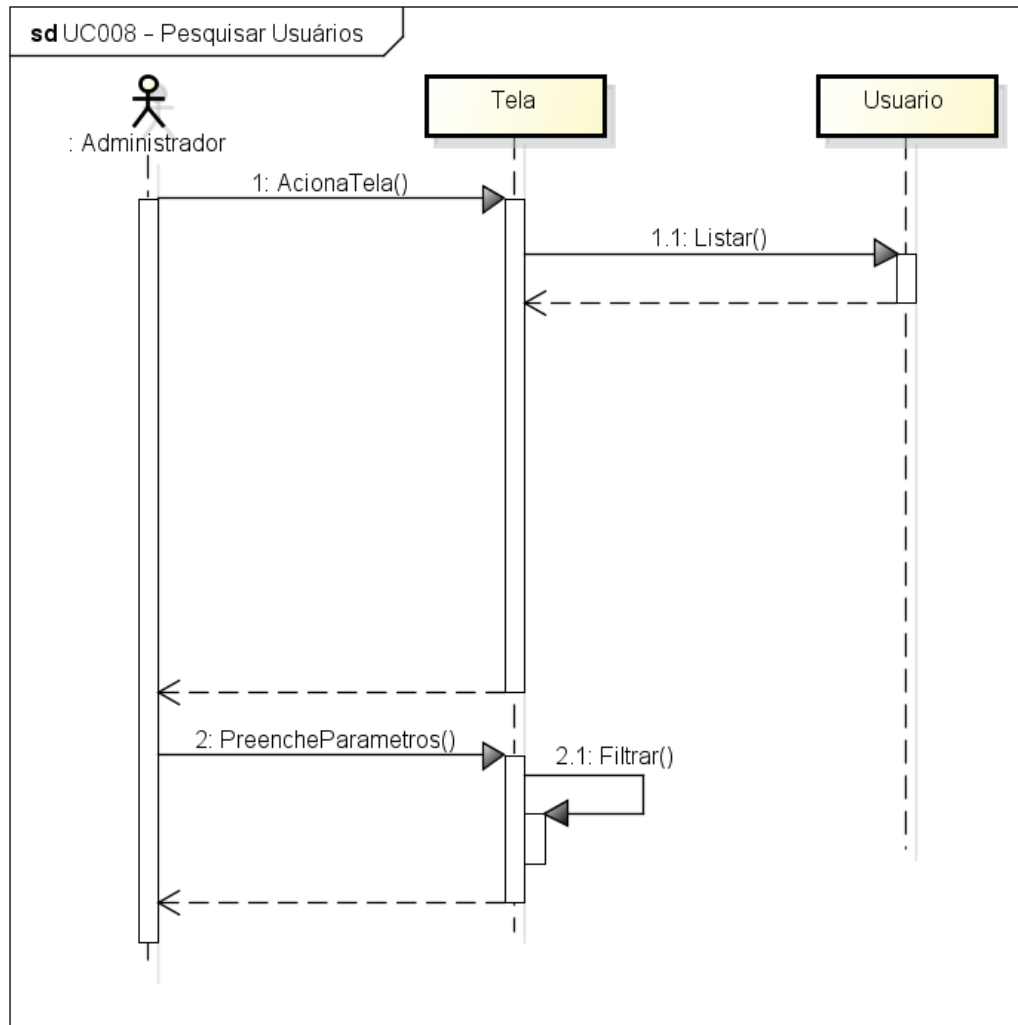 sd UC008 – Pesquisar Usuários
: Administrador
Tela
Usuario
1: AcionaTela()
1.1: Listar()
2: PreencheParametros()
2.1: Filtrar()